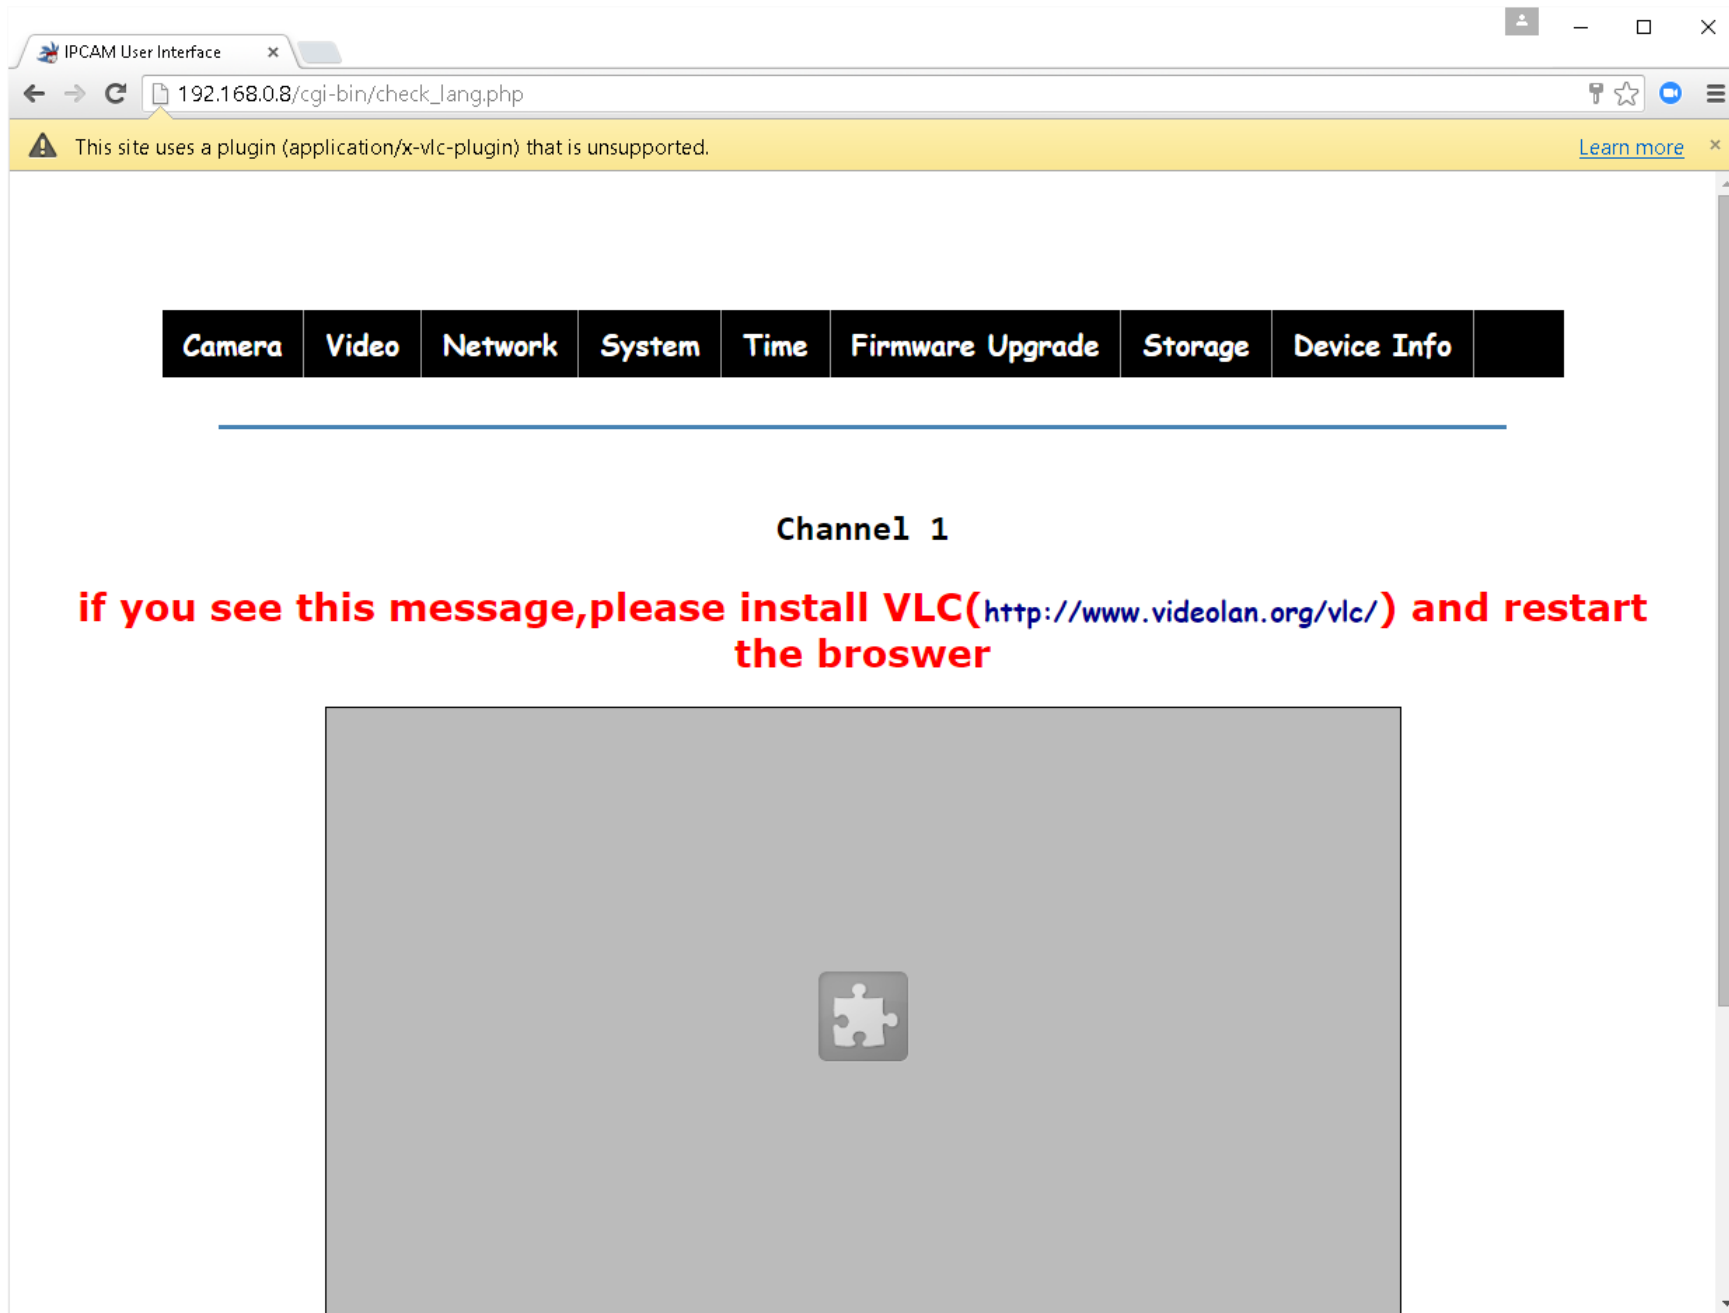 IPCAM User Interface
192.168.0.8/cgi-bin/check_lang.php
This site uses a plugin (application/x-vlc-plugin) that is unsupported. Learn more
Camera Video Network System Time Firmware Upgrade Storage Device Info
Channel 1
if you see this message,please install VLC(http://www.videolan.org/vlc/) and restart
the broswer